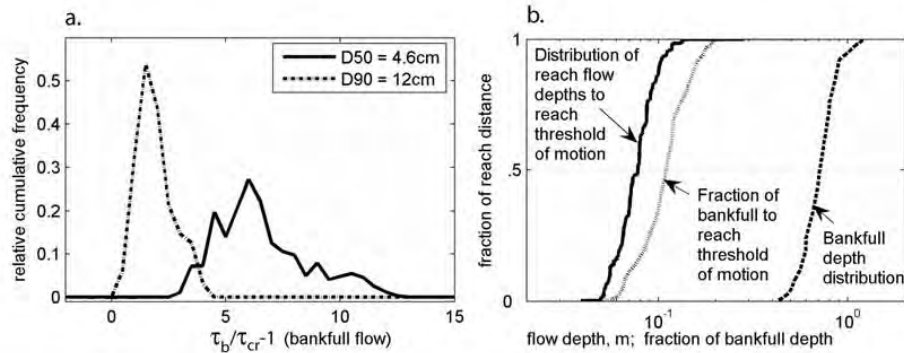 a.
relative cumulative frequency
0.5
0.4
0.3
0.2
0.1
0
0
5
10
15
τb/τcr-1 (bankfull flow)
D50 = 4.6cm
D90 = 12cm
b.
fraction of reach distance
1
.5
0
Distribution of
reach flow
depths to
reach
threshold
of motion
Fraction of
bankfull to
reach
threshold
of motion
Bankfull
depth
distribution
10-1
100
flow depth, m; fraction of bankfull depth